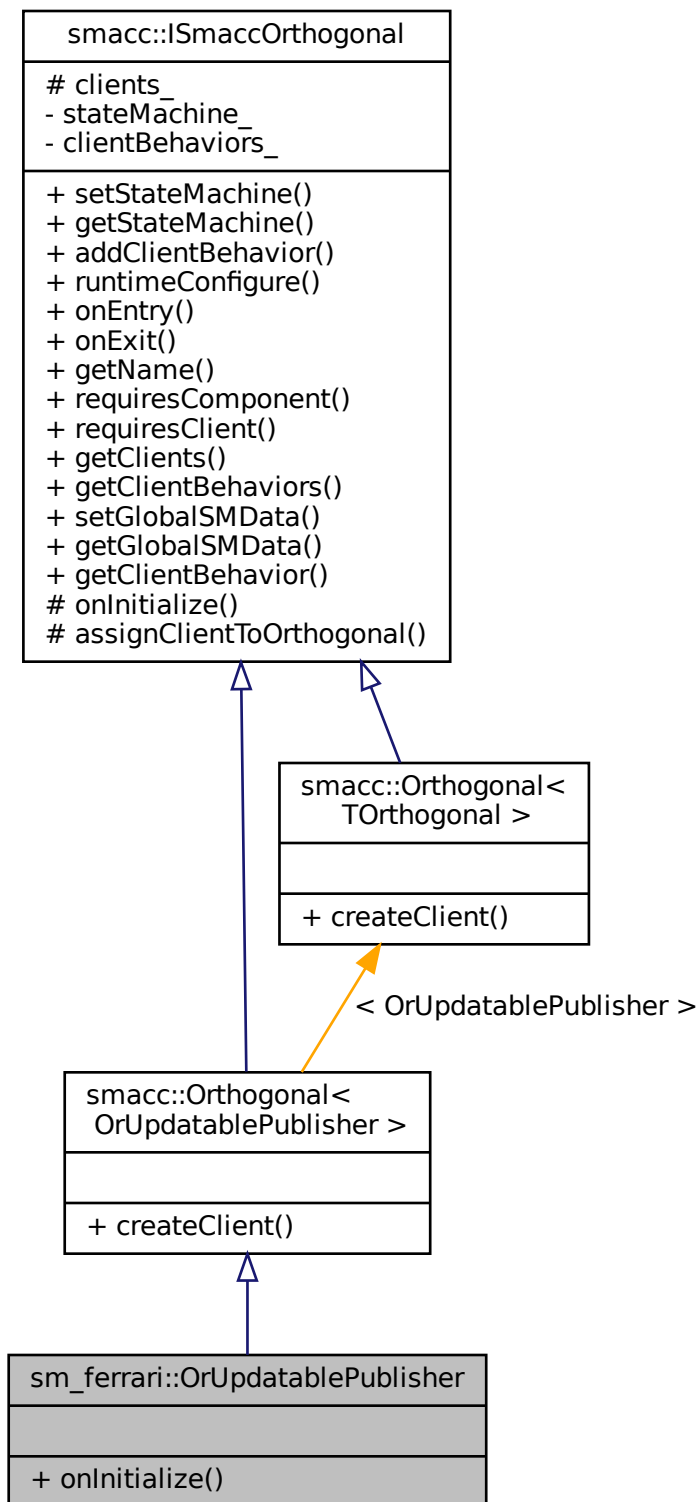 smacc::ISmaccOrthogonal
# clients_
- stateMachine_
- clientBehaviors_
+ setStateMachine()
+ getStateMachine()
+ addClientBehavior()
+ runtimeConfigure()
+ onEntry()
+ onExit()
+ getName()
+ requiresComponent()
+ requiresClient()
+ getClients()
+ getClientBehaviors()
+ setGlobalSMData()
+ getGlobalSMData()
+ getClientBehavior()
# onInitialize()
# assignClientToOrthogonal()
smacc::Orthogonal<
TOrthogonal >
+ createClient()
< OrUpdatablePublisher >
smacc::Orthogonal<
OrUpdatablePublisher >
+ createClient()
sm_ferrari::OrUpdatablePublisher
+ onInitialize()